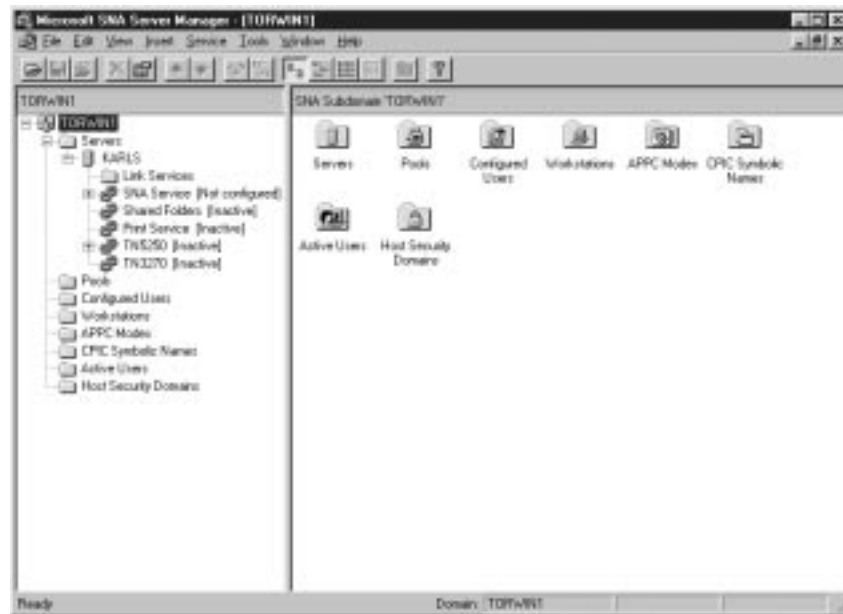 Microsoft SNA Server Manager - [TORWIN1]
File Edit View Insert Service Tools Window Help
TORWIN1
SNA Subdomain 'TORWIN1'
TORWIN1
Servers
KARLS
Link Services
SNA Service [Not configured]
Shared Folders [Inactive]
Print Service [Inactive]
TN5250 [Inactive]
TN3270 [Inactive]
Pools
Configured Users
Workstations
APPC Modes
CPIC Symbolic Names
Active Users
Host Security Domains
Servers
Pools
Configured Users
Workstations
APPC Modes
CPIC Symbolic Names
Active Users
Host Security Domains
Ready
Domain: TORWIN1